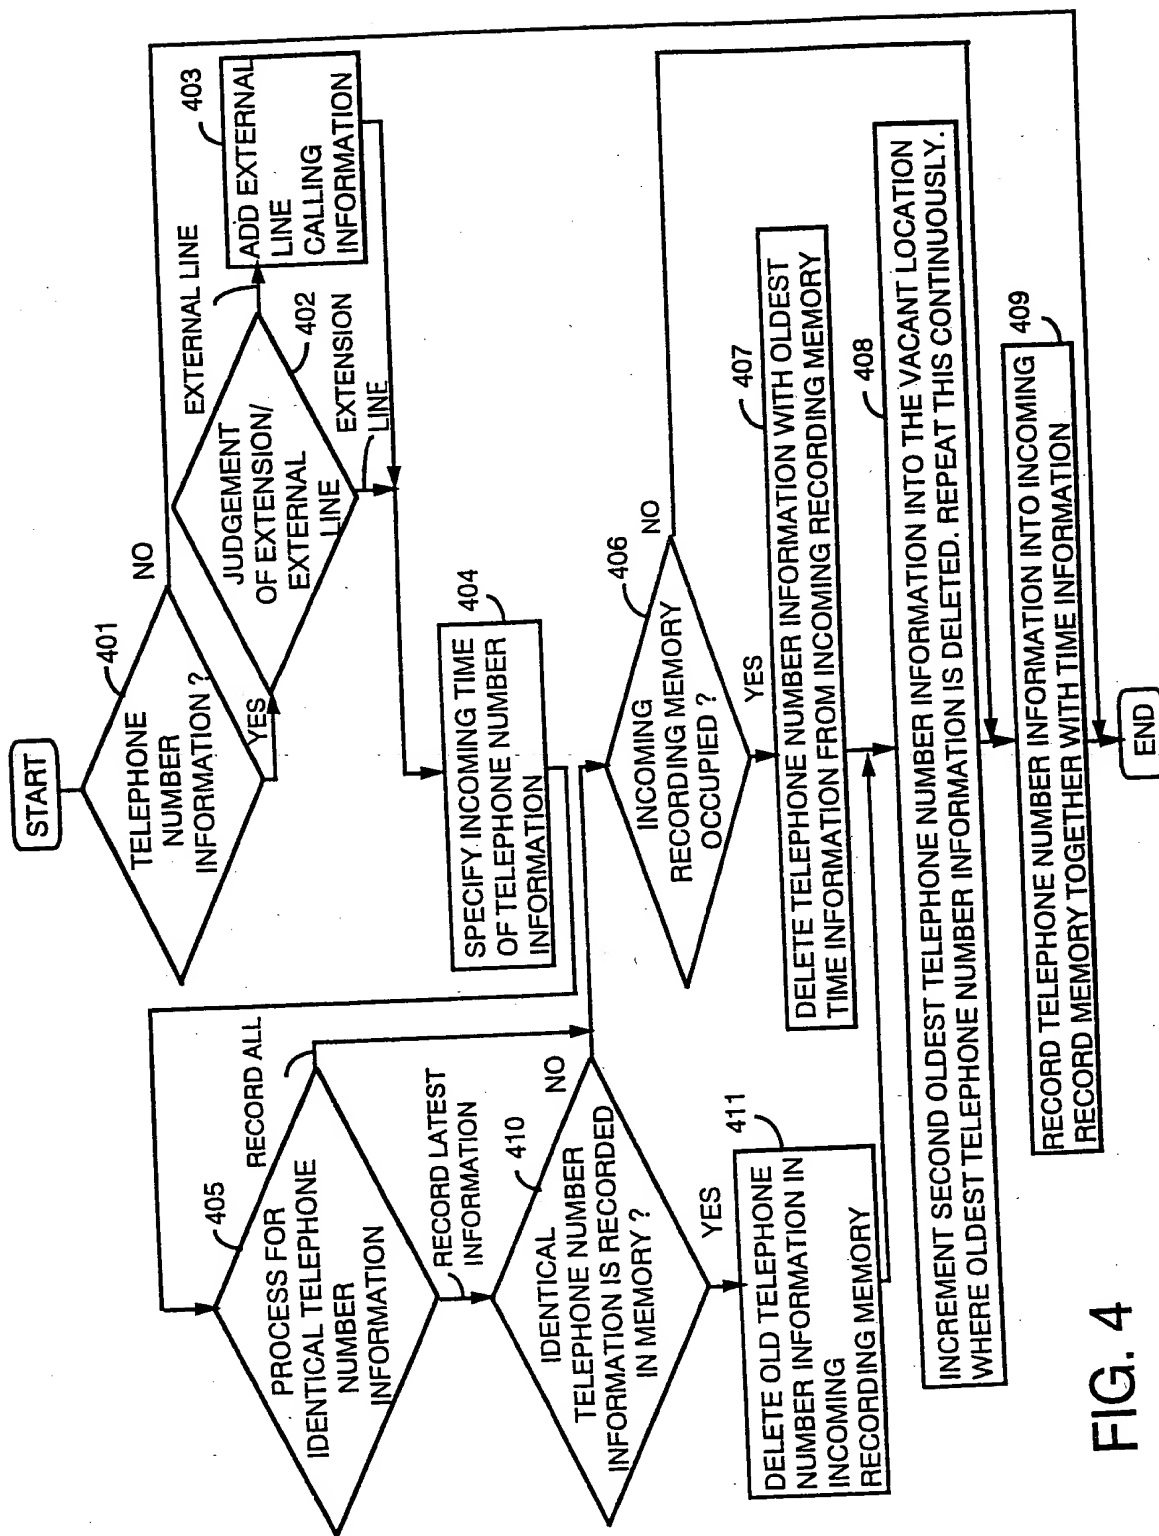 START
401
TELEPHONE
NUMBER
INFORMATION ?
NO
YES
JUDGEMENT
OF EXTENSION/
EXTERNAL
LINE
402
EXTERNAL LINE
EXTENSION
LINE
403
ADD EXTERNAL
LINE
CALLING
INFORMATION
404
SPECIFY INCOMING TIME
OF TELEPHONE NUMBER
INFORMATION
405
PROCESS FOR
IDENTICAL TELEPHONE
NUMBER
INFORMATION
RECORD ALL
RECORD LATEST
INFORMATION
410
IDENTICAL
TELEPHONE NUMBER
INFORMATION IS RECORDED
IN MEMORY ?
NO
YES
411
DELETE OLD TELEPHONE
NUMBER INFORMATION IN
INCOMING
RECORDING MEMORY
406
INCOMING
RECORDING MEMORY
OCCUPIED ?
NO
YES
407
DELETE TELEPHONE NUMBER INFORMATION WITH OLDEST
TIME INFORMATION FROM INCOMING RECORDING MEMORY
408
INCREMENT SECOND OLDEST TELEPHONE NUMBER INFORMATION INTO THE VACANT LOCATION
WHERE OLDEST TELEPHONE NUMBER INFORMATION IS DELETED. REPEAT THIS CONTINUOUSLY.
409
RECORD TELEPHONE NUMBER INFORMATION INTO INCOMING
RECORD MEMORY TOGETHER WITH TIME INFORMATION
END
FIG. 4